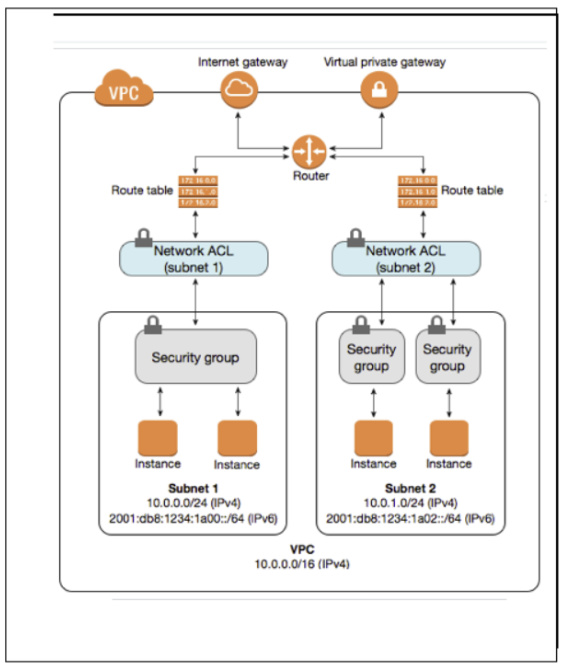 Internet gateway
Virtual private gateway
VPC
Router
Route table
172.16.0.0
172.16.
.0
172.16.2.0
172.16.0.0
172.16.1.0
172.16.2.0
Route table
Network ACL
(subnet 1)
Network ACL
(subnet 2)
Security group
Security
group
Security
group
Instance
Instance
Instance
Instance
Subnet 1
10.0.0.0/24 (IPv4)
2001:db8:1234:1a00::/64 (IPv6)
Subnet 2
10.0.1.0/24 (IPv4)
2001:db8:1234:1a02::/64 (IPv6)
VPC
10.0.0.0/16 (IPv4)